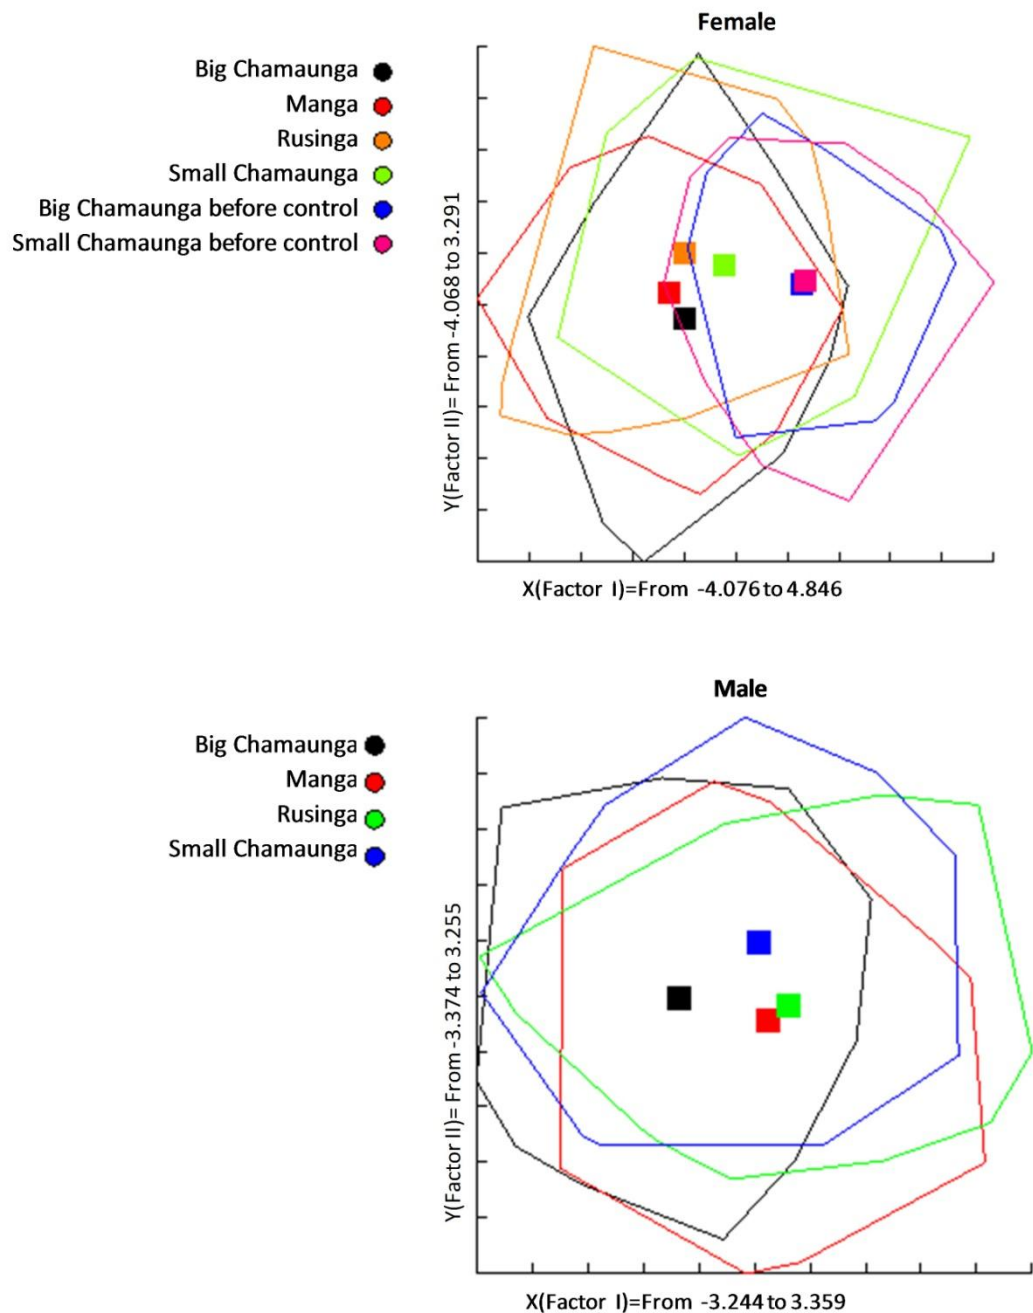 Female
Big Chamaunga
Manga
Rusinga
Small Chamaunga
Big Chamaunga before control
Small Chamaunga before control
Y(Factor II)= From -4.068 to 3.291
X(Factor I)=From -4.076 to 4.846
Male
Big Chamaunga
Manga
Rusinga
Small Chamaunga
Y(Factor II)= From -3.374 to 3.255
X(Factor I)=From -3.244 to 3.359